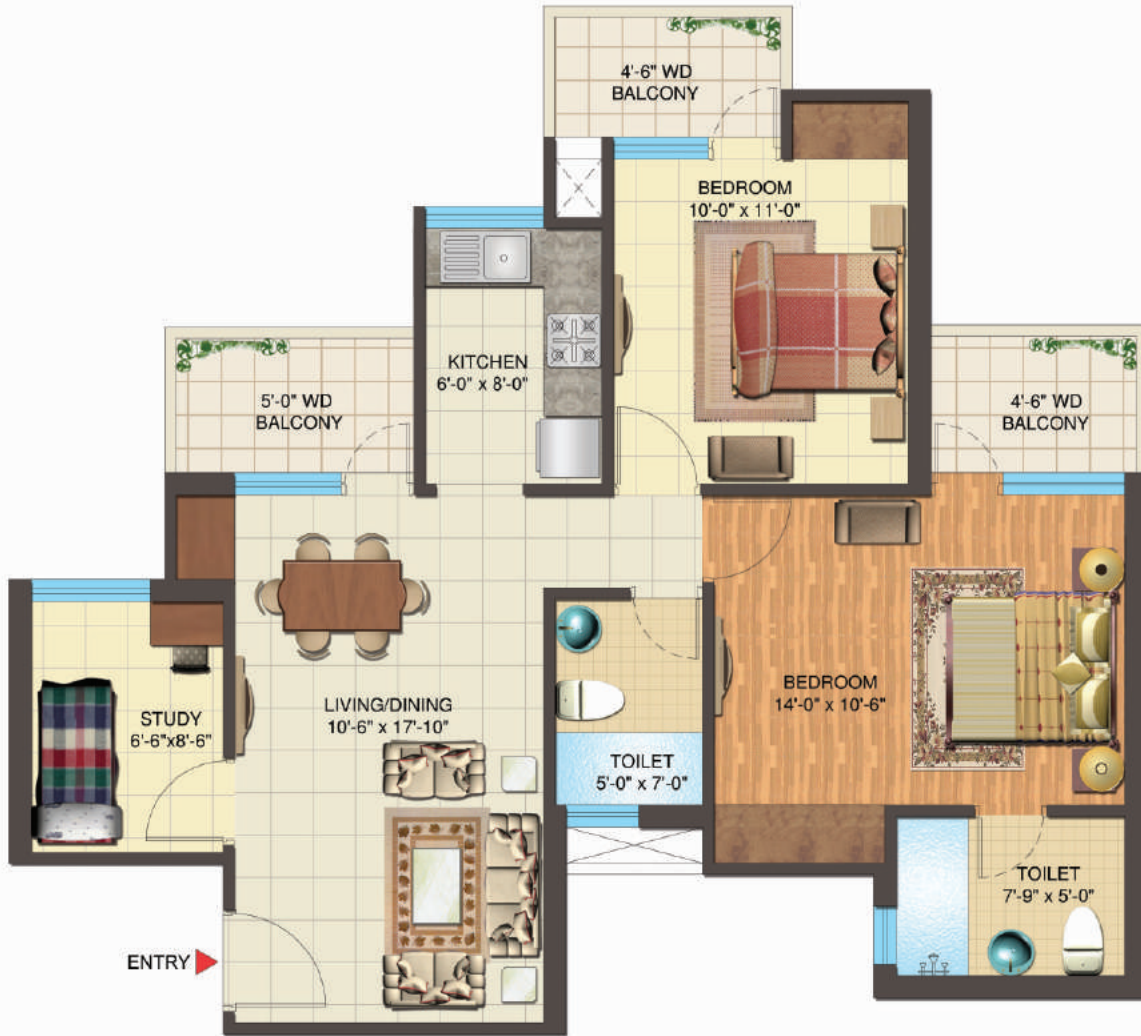 4'-6" WD
BALCONY
BEDROOM
10'-0" x 11'-0"
KITCHEN
6'-0" x 8'-0"
5'-0" WD
BALCONY
4'-6" WD
BALCONY
STUDY
6'-6"x8'-6"
LIVING/DINING
10'-6" x 17'-10"
BEDROOM
14'-0" x 10'-6"
TOILET
5'-0" x 7'-0"
TOILET
7'-9" x 5'-0"
ENTRY